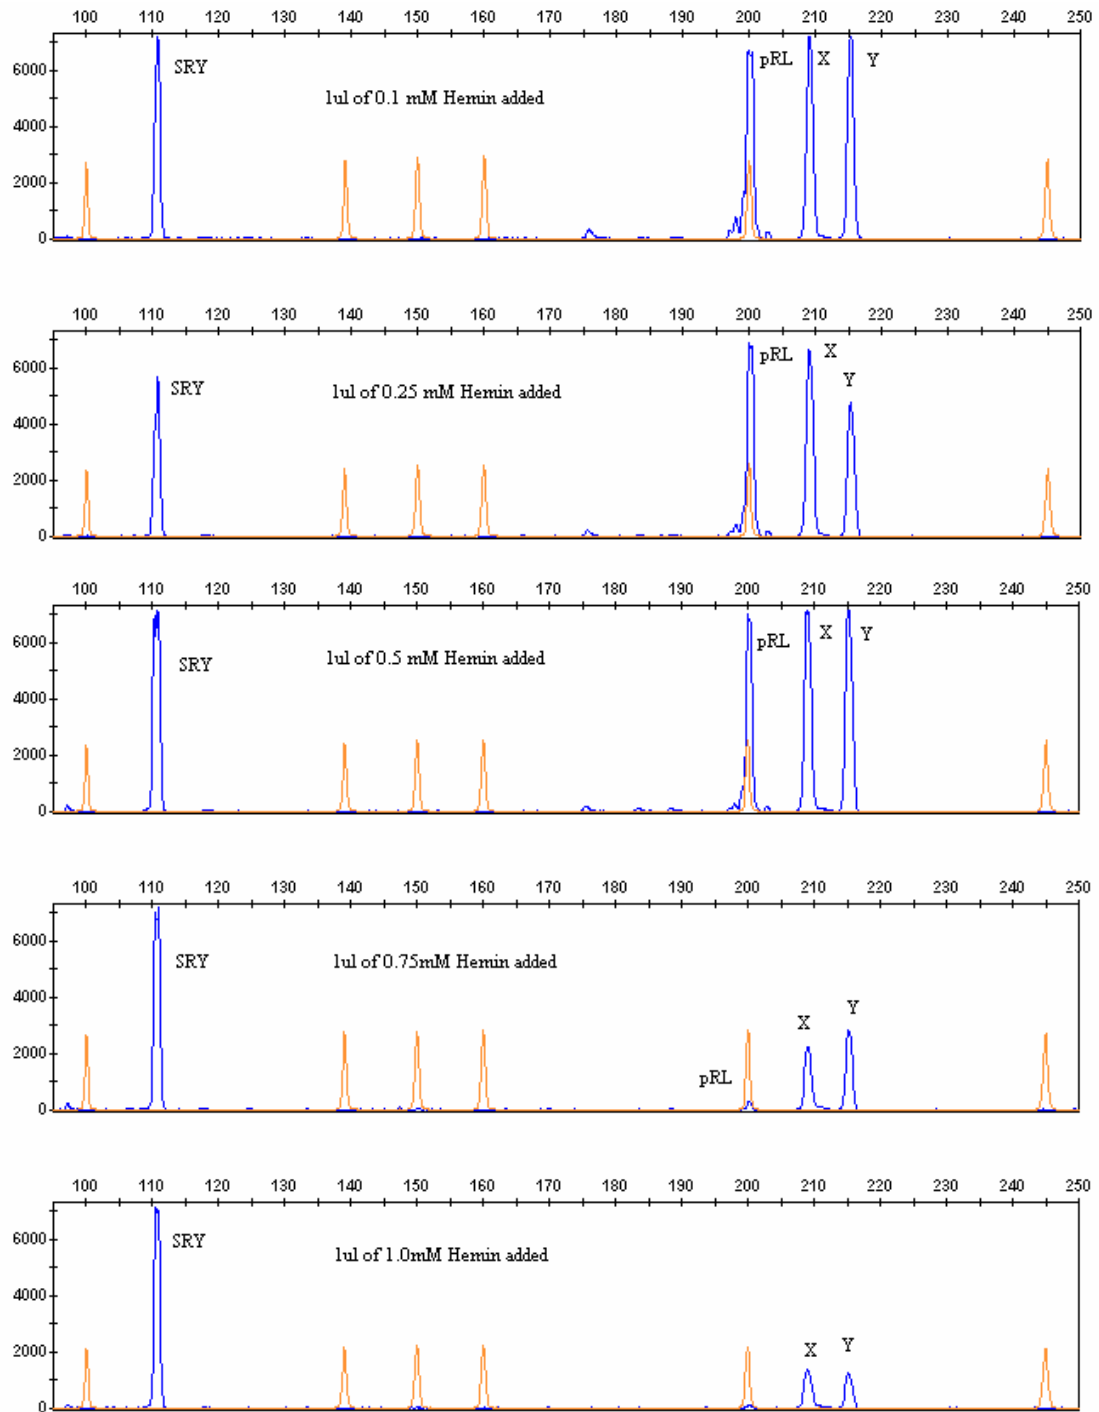 100 110 120 130 140 150 160 170 180 190 200 210 220 230 240 250
6000
4000
2000
0
SRY
1ul of 0.1 mM Hemin added
pRL
X
Y
100 110 120 130 140 150 160 170 180 190 200 210 220 230 240 250
6000
4000
2000
0
SRY
1ul of 0.25 mM Hemin added
pRL
X
Y
100 110 120 130 140 150 160 170 180 190 200 210 220 230 240 250
6000
4000
2000
0
SRY
1ul of 0.5 mM Hemin added
pRL
X
Y
100 110 120 130 140 150 160 170 180 190 200 210 220 230 240 250
6000
4000
2000
0
SRY
1ul of 0.75mM Hemin added
pRL
X
Y
100 110 120 130 140 150 160 170 180 190 200 210 220 230 240 250
6000
4000
2000
0
SRY
1ul of 1.0mM Hemin added
X
Y